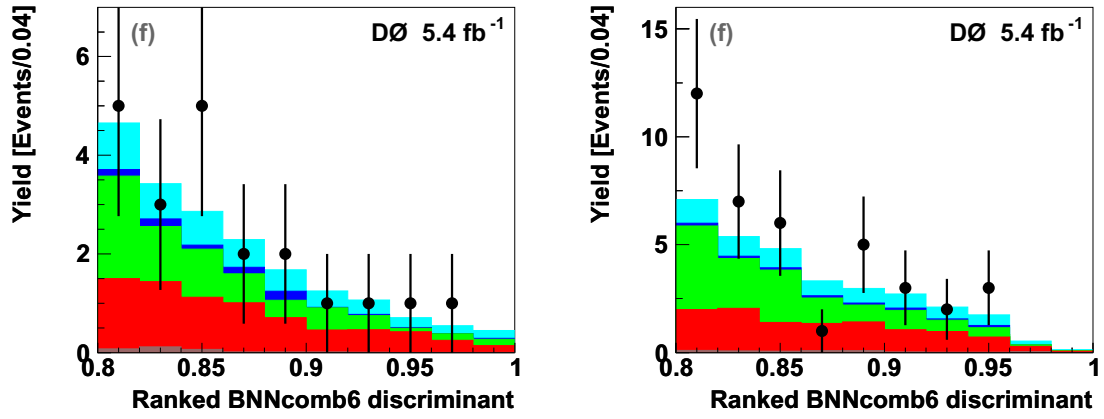 (f) DØ 5.4 fb⁻¹
Yield [Events/0.04]
6
4
2
0
0.8 0.85 0.9 0.95 1
Ranked BNNcomb6 discriminant
(f) DØ 5.4 fb⁻¹
Yield [Events/0.04]
15
10
5
0
0.8 0.85 0.9 0.95 1
Ranked BNNcomb6 discriminant